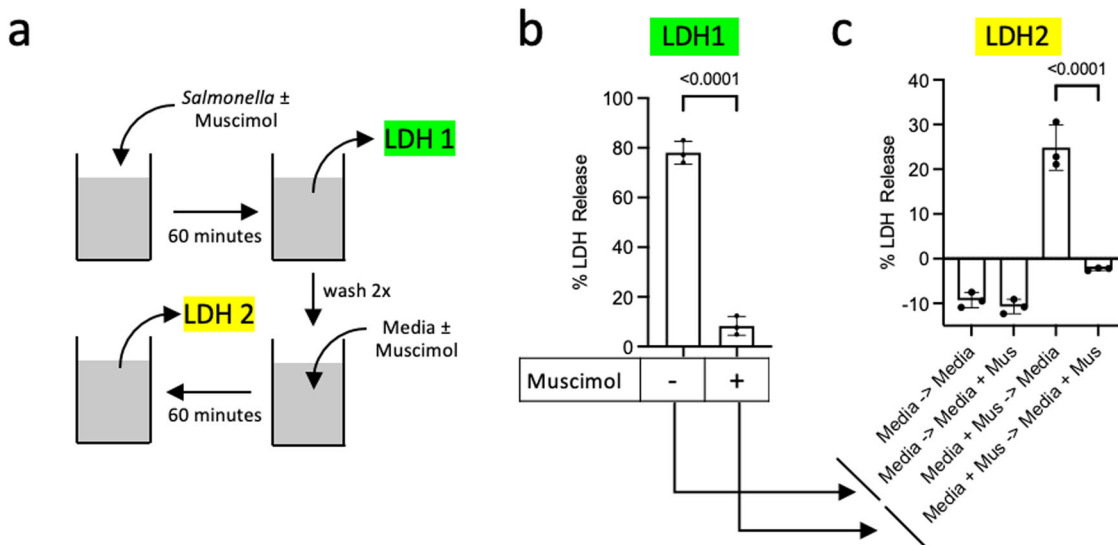 a
Salmonella ±
Muscimol
LDH 1
60 minutes
wash 2x
LDH 2
Media ±
Muscimol
60 minutes
b
LDH1
<0.0001
% LDH Release
100
80
60
40
20
0
Muscimol - +
c
LDH2
<0.0001
% LDH Release
40
30
20
10
0
-10
Media -> Media
Media -> Media + Mus
Media + Mus -> Media
Media + Mus -> Media + Mus